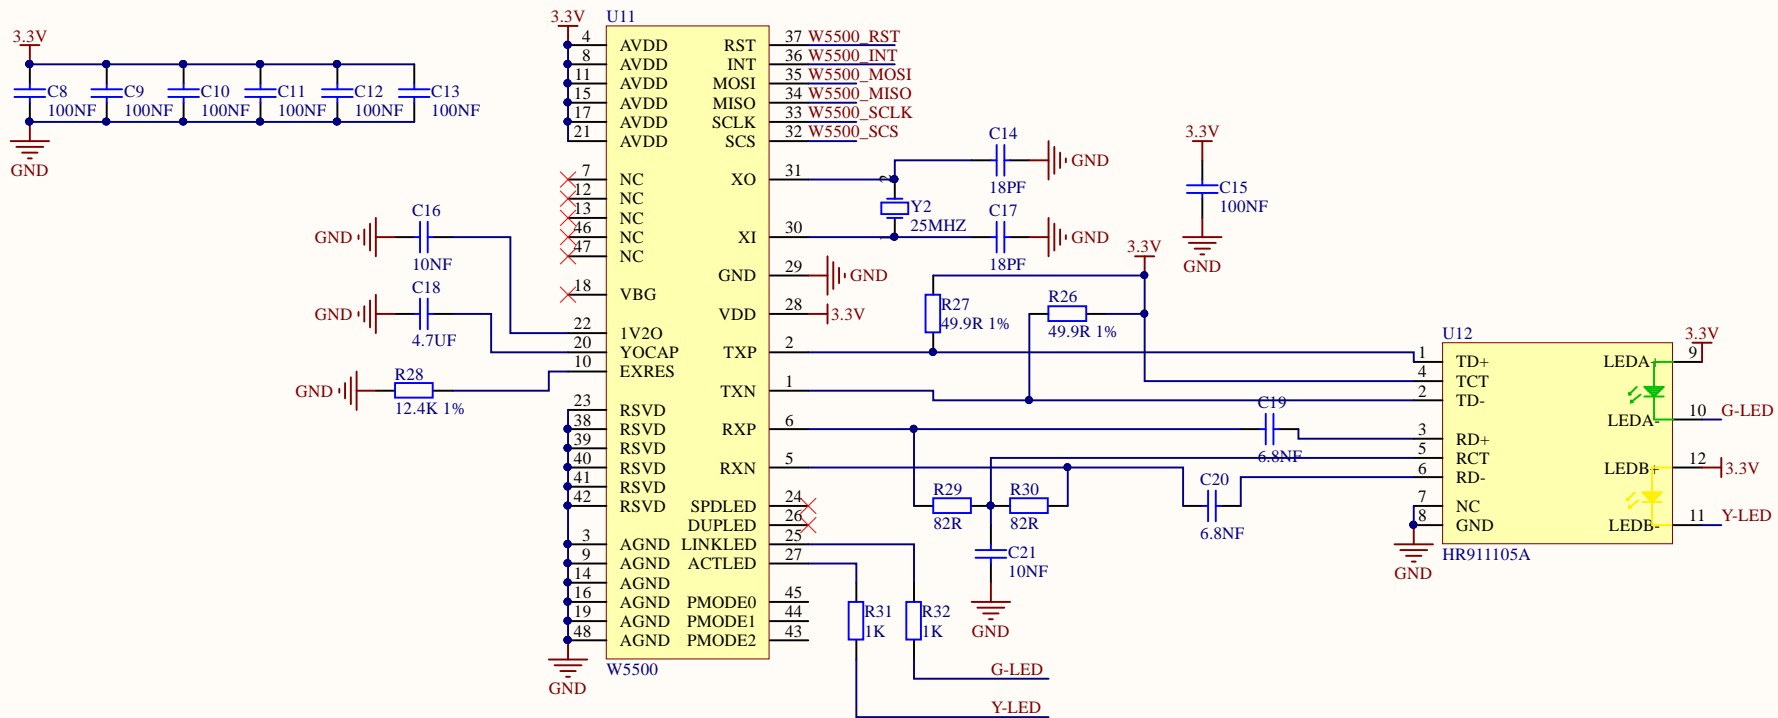 3.3V
C8
100NF
C9
100NF
C10
100NF
C11
100NF
C12
100NF
C13
100NF
GND
3.3V
U11
4 AVDD
8 AVDD
11 AVDD
15 AVDD
17 AVDD
21 AVDD
7 NC
12 NC
13 NC
46 NC
47 NC
18 VBG
22 1V2O
20 YOCAP
10 EXRES
23 RSVD
38 RSVD
39 RSVD
40 RSVD
41 RSVD
42 RSVD
3 AGND
9 AGND
14 AGND
16 AGND
19 AGND
48 AGND
GND
W5500
GND
C16
10NF
GND
C18
4.7UF
GND
R28
12.4K 1%
RST 37 W5500_RST
INT 36 W5500_INT
MOSI 35 W5500_MOSI
MISO 34 W5500_MISO
SCLK 33 W5500_SCLK
SCS 32 W5500_SCS
XO 31
XI 30
GND 29 GND
VDD 28 3.3V
TXP 2
TXN 1
RXP 6
RXN 5
SPDLED 24
DUPLED 26
LINKLED 25
ACTLED 27
PMODE0 45
PMODE1 44
PMODE2 43
C14
18PF
GND
2
Y2
25MHZ
1
C17
18PF
GND
3.3V
C15
100NF
GND
3.3V
R27
49.9R 1%
R26
49.9R 1%
C19
6.8NF
C20
6.8NF
R29
82R
R30
82R
C21
10NF
GND
R31
1K
R32
1K
G-LED
Y-LED
U12
1 TD+
4 TCT
2 TD-
3 RD+
5 RCT
6 RD-
7 NC
8 GND
GND
HR911105A
LEDA+ 9 3.3V
LEDA- 10 G-LED
LEDB+ 12 3.3V
LEDB- 11 Y-LED